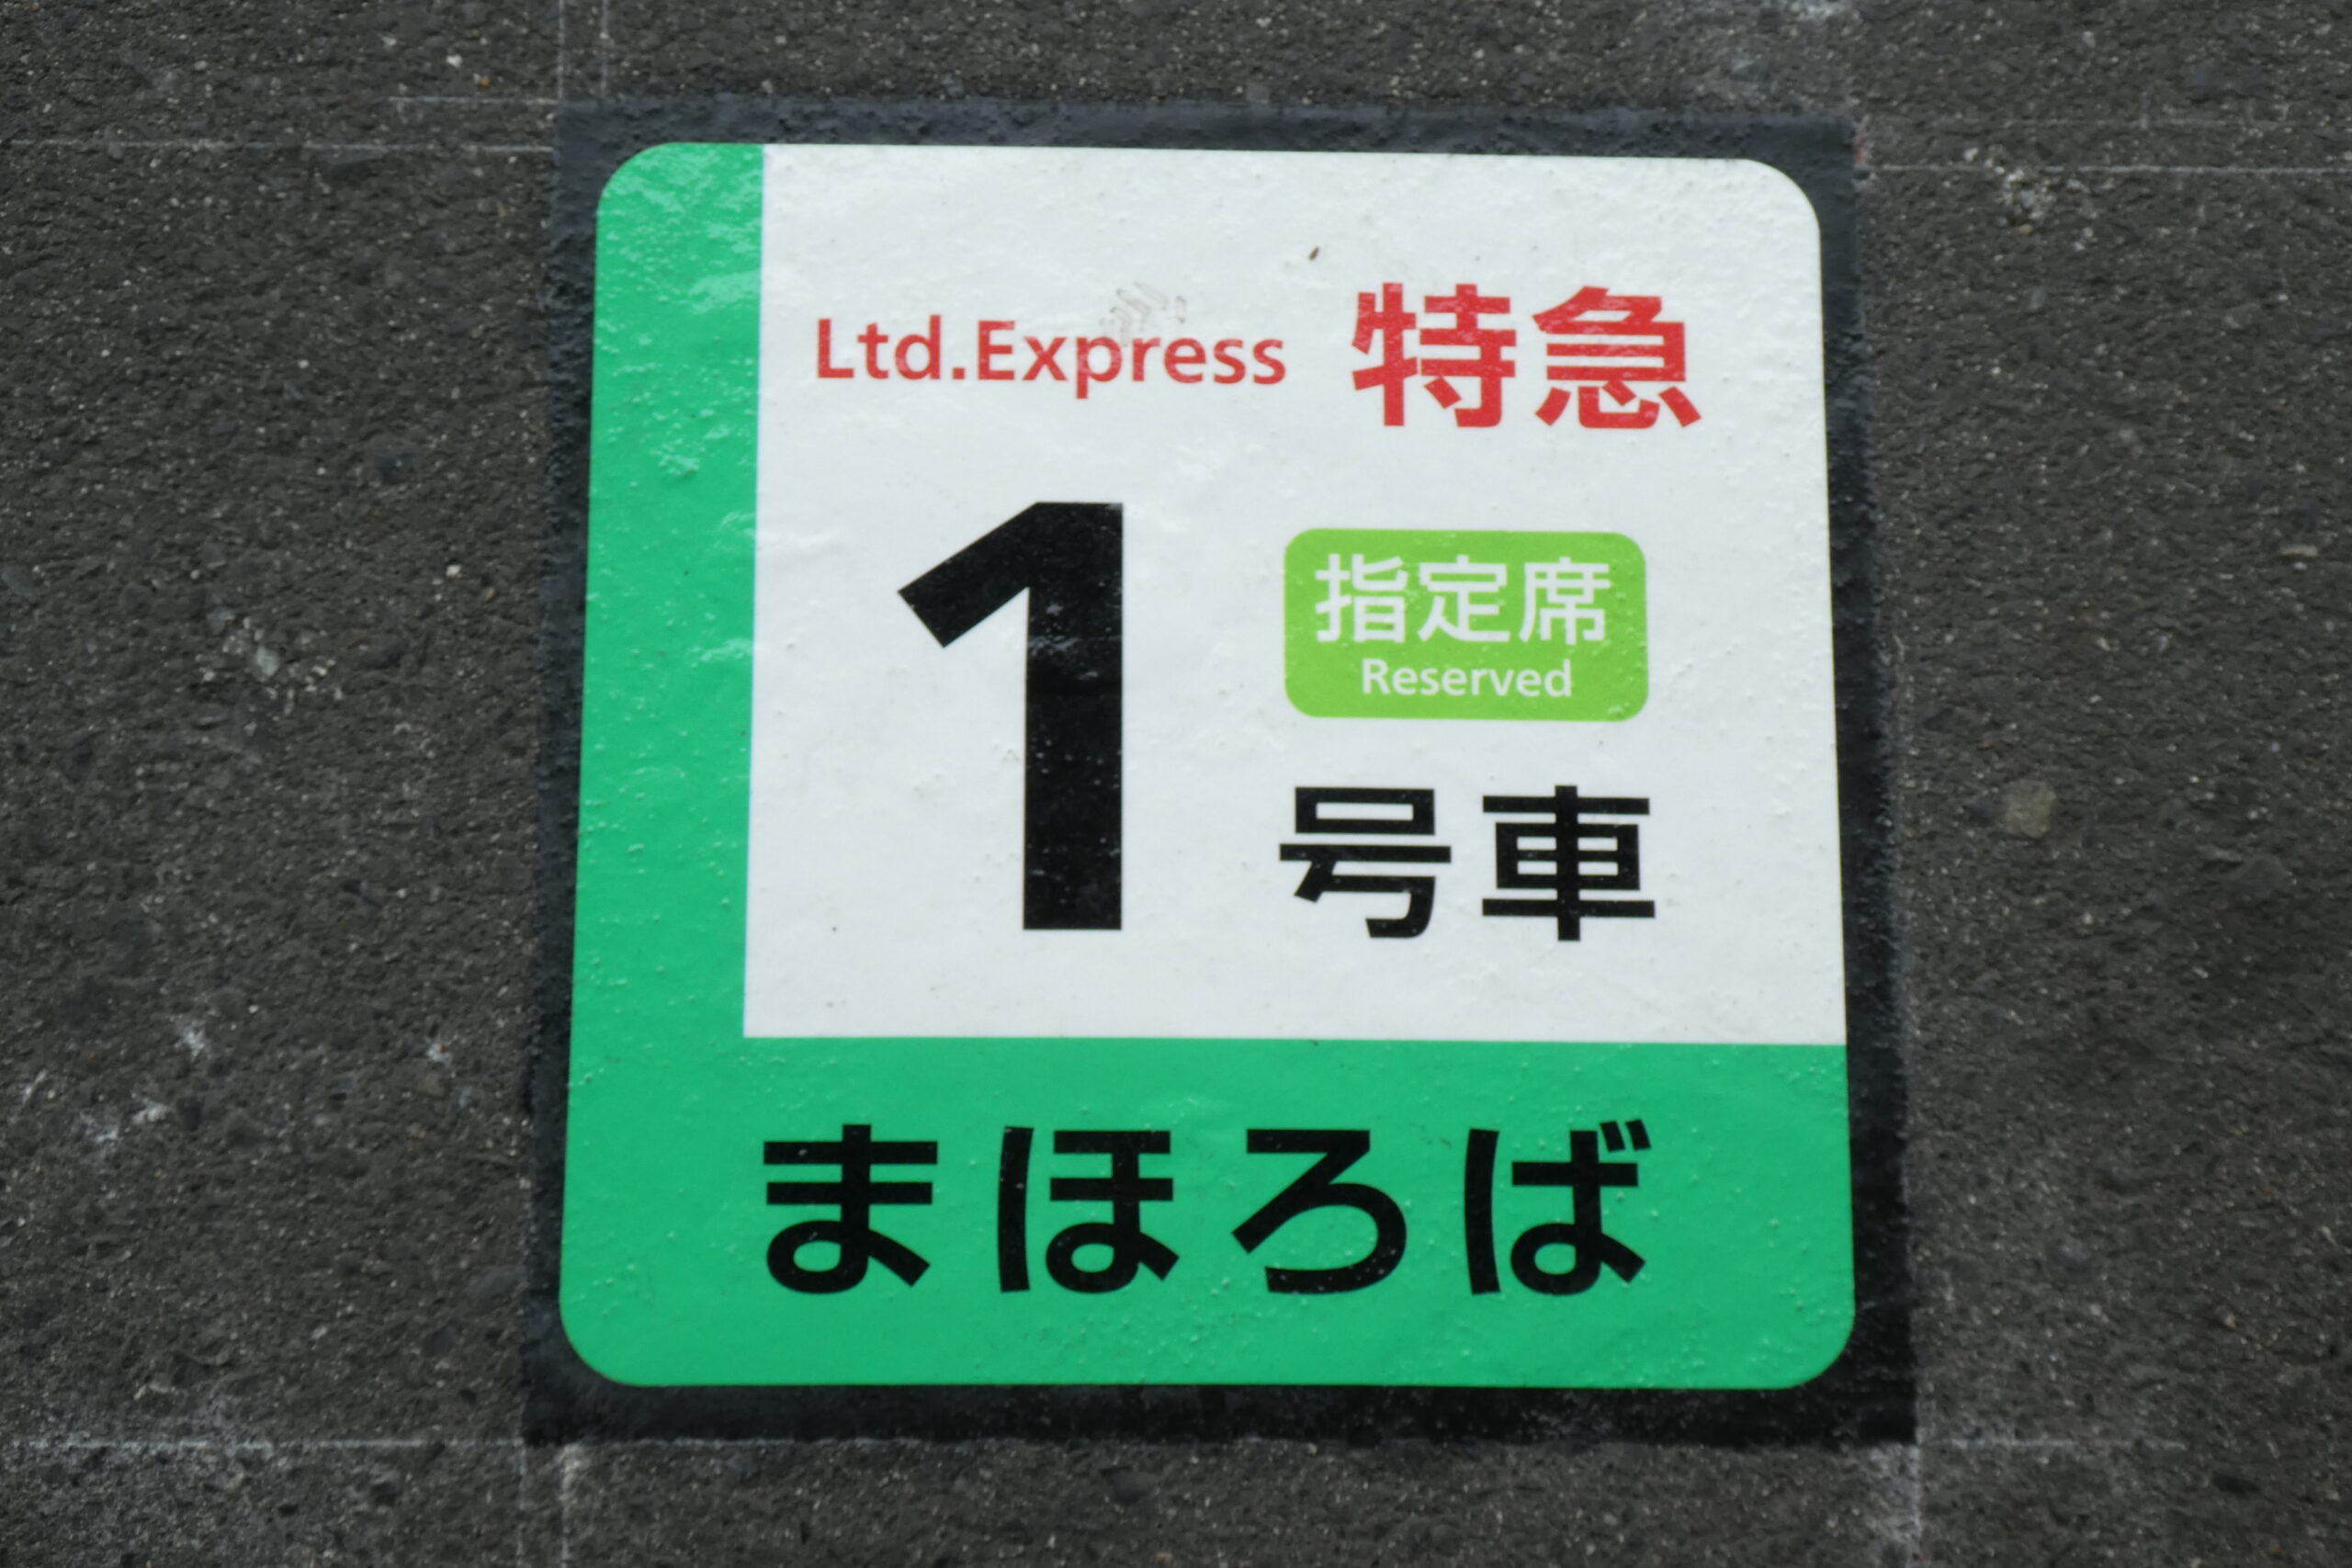 Ltd.Express 特急
1
指定席
Reserved
号車
まほろば